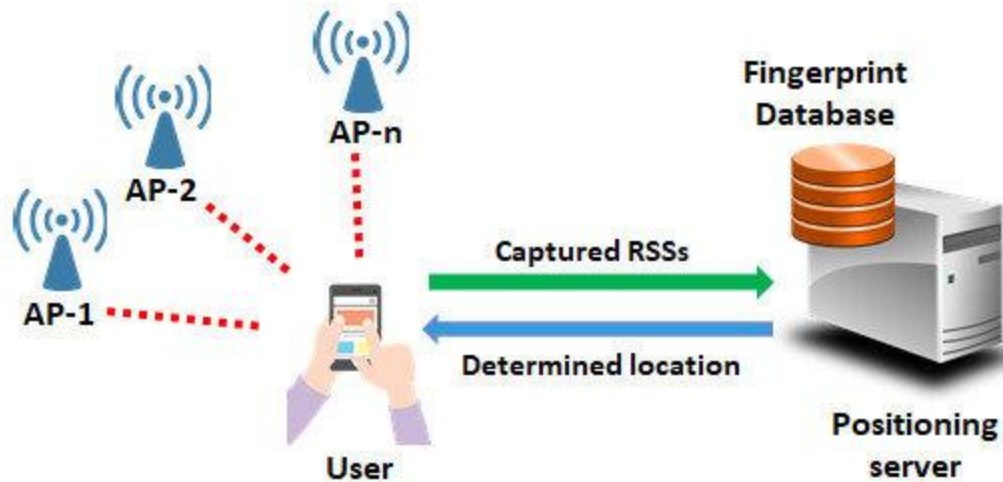 AP-n
AP-2
AP-1
Fingerprint
Database
Captured RSSs
Determined location
User
Positioning
server